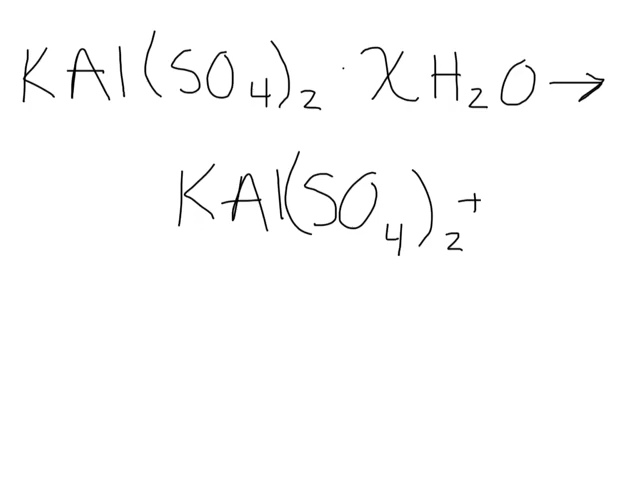 KAl(SO₄)₂ · XH₂O →
KAl(SO₄)₂ +